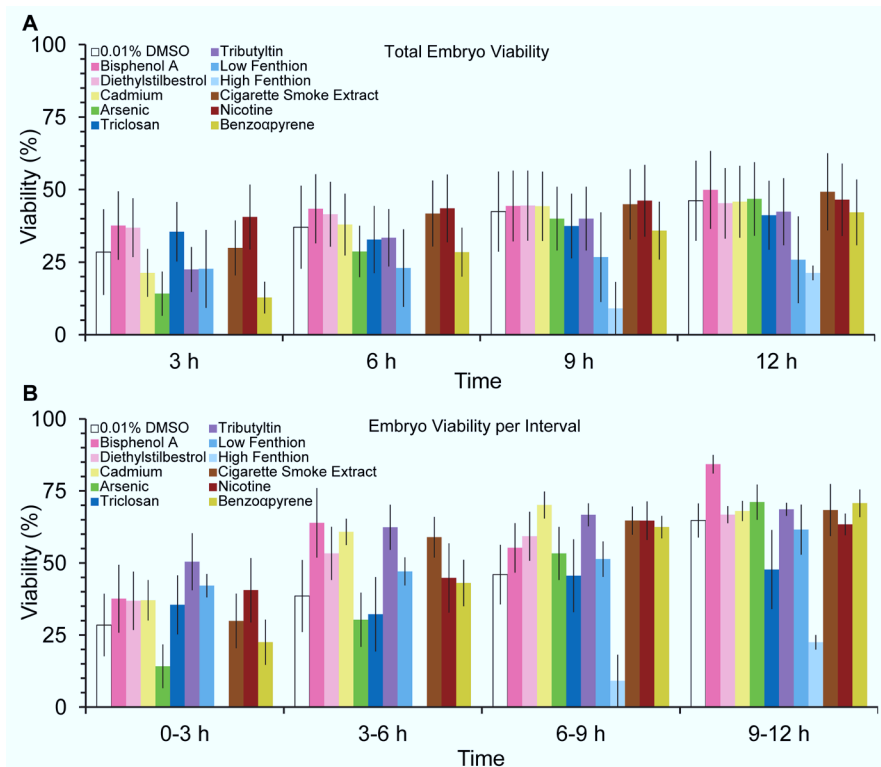 A
Total Embryo Viability
0.01% DMSO
Bisphenol A
Diethylstilbestrol
Cadmium
Arsenic
Triclosan
Tributyltin
Low Fenthion
High Fenthion
Cigarette Smoke Extract
Nicotine
Benzoαpyrene
Viability (%)
100
75
50
25
0
3 h
6 h
9 h
12 h
Time
B
Embryo Viability per Interval
0.01% DMSO
Bisphenol A
Diethylstilbestrol
Cadmium
Arsenic
Triclosan
Tributyltin
Low Fenthion
High Fenthion
Cigarette Smoke Extract
Nicotine
Benzoαpyrene
Viability (%)
100
75
50
25
0
0-3 h
3-6 h
6-9 h
9-12 h
Time